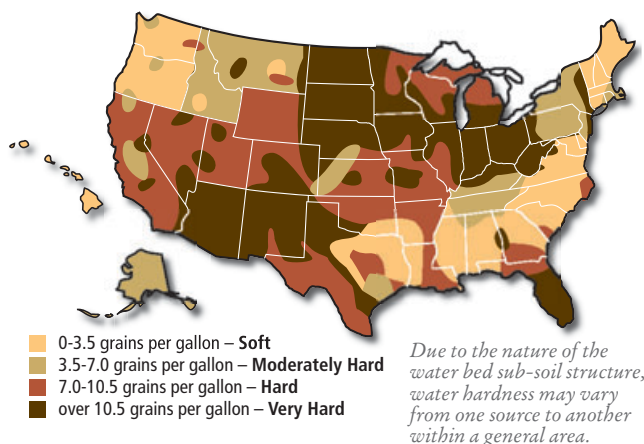 0-3.5 grains per gallon – Soft
3.5-7.0 grains per gallon – Moderately Hard
7.0-10.5 grains per gallon – Hard
over 10.5 grains per gallon – Very Hard
Due to the nature of the
water bed sub-soil structure,
water hardness may vary
from one source to another
within a general area.